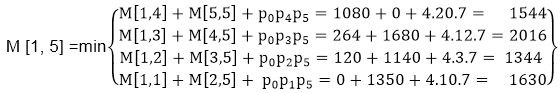 M[1,4] + M[5,5] + p₀p₄p₅ = 1080 + 0 + 4.20.7 = 1544
M[1,3] + M[4,5] + p₀p₃p₅ = 264 + 1680 + 4.12.7 = 2016
M [1, 5] =min{ }
M[1,2] + M[3,5] + p₀p₂p₅ = 120 + 1140 + 4.3.7 = 1344
M[1,1] + M[2,5] + p₀p₁p₅ = 0 + 1350 + 4.10.7 = 1630